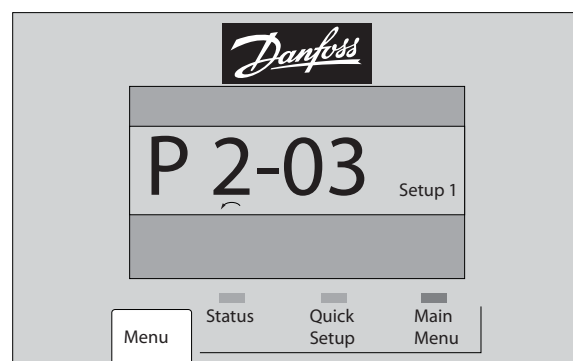 Danfoss
P 2-03
Setup 1
Status
Quick
Setup
Main
Menu
Menu